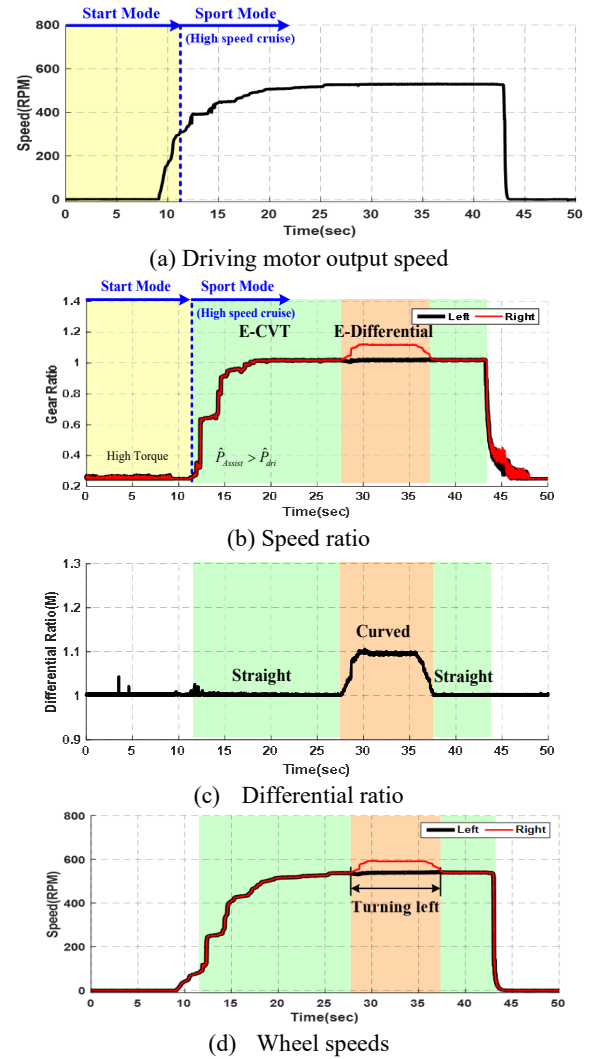 Start Mode Sport Mode
(High speed cruise)
800
600
400
200
0
Speed(RPM)
0 5 10 15 20 25 30 35 40 45 50
Time(sec)
(a) Driving motor output speed
Start Mode Sport Mode
(High speed cruise)
1.4
1.2
1
0.8
0.6
0.4
0.2
Gear Ratio
E-CVT E-Differential
Left Right
High Torque
P̂Assist > P̂dri
0 5 10 15 20 25 30 35 40 45 50
Time(sec)
(b) Speed ratio
1.3
1.2
1.1
1
0.9
Differential Ratio(M)
Curved
Straight Straight
0 5 10 15 20 25 30 35 40 45 50
Time(sec)
(c) Differential ratio
800
600
400
200
0
Speed(RPM)
Left Right
Turning left
0 5 10 15 20 25 30 35 40 45 50
Time(sec)
(d) Wheel speeds